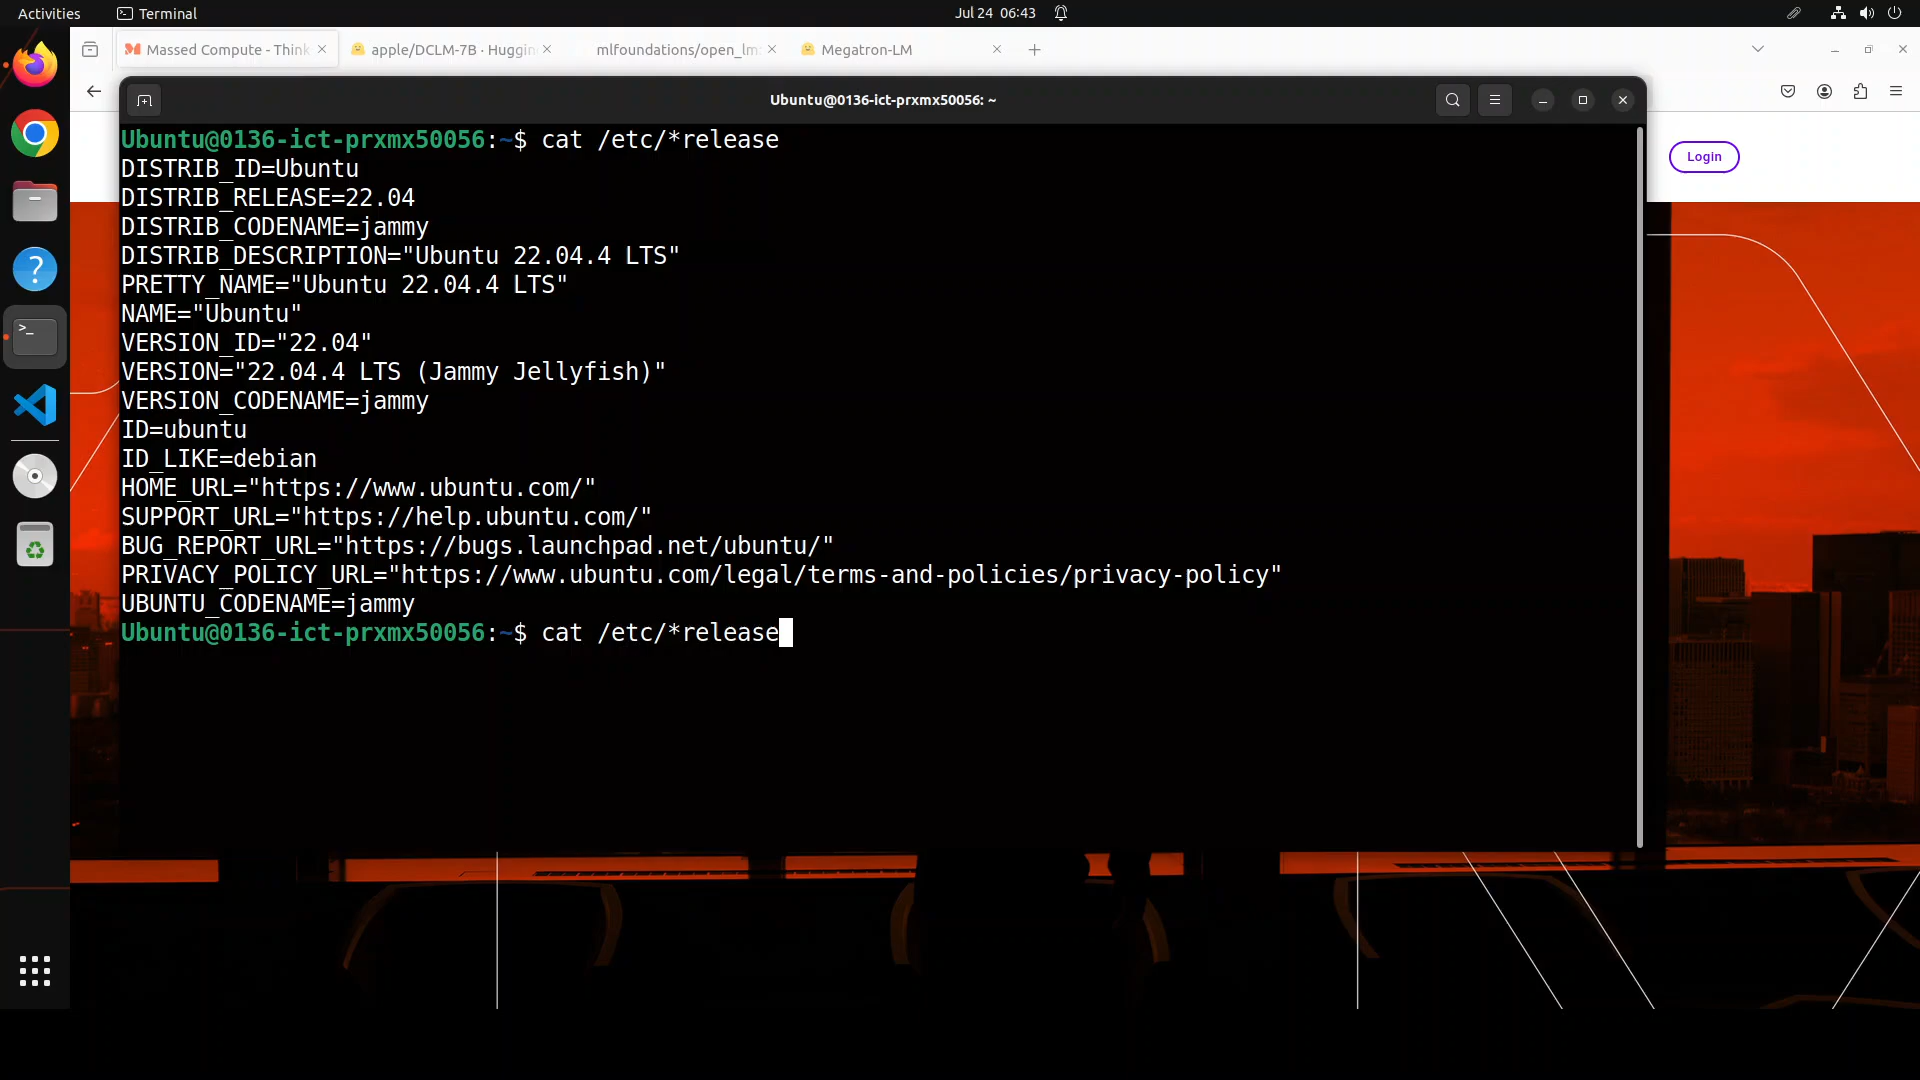 Activities
Terminal
Jul 24 06:43
Massed Compute - Think
apple/DCLM-7B · Huggin
mlfoundations/open_lm:
Megatron-LM
Ubuntu@0136-ict-prxmx50056: ~
Login
Ubuntu@0136-ict-prxmx50056:~$ cat /etc/*release
DISTRIB_ID=Ubuntu
DISTRIB_RELEASE=22.04
DISTRIB_CODENAME=jammy
DISTRIB_DESCRIPTION="Ubuntu 22.04.4 LTS"
PRETTY_NAME="Ubuntu 22.04.4 LTS"
NAME="Ubuntu"
VERSION_ID="22.04"
VERSION="22.04.4 LTS (Jammy Jellyfish)"
VERSION_CODENAME=jammy
ID=ubuntu
ID_LIKE=debian
HOME_URL="https://www.ubuntu.com/"
SUPPORT_URL="https://help.ubuntu.com/"
BUG_REPORT_URL="https://bugs.launchpad.net/ubuntu/"
PRIVACY_POLICY_URL="https://www.ubuntu.com/legal/terms-and-policies/privacy-policy"
UBUNTU_CODENAME=jammy
Ubuntu@0136-ict-prxmx50056:~$ cat /etc/*release